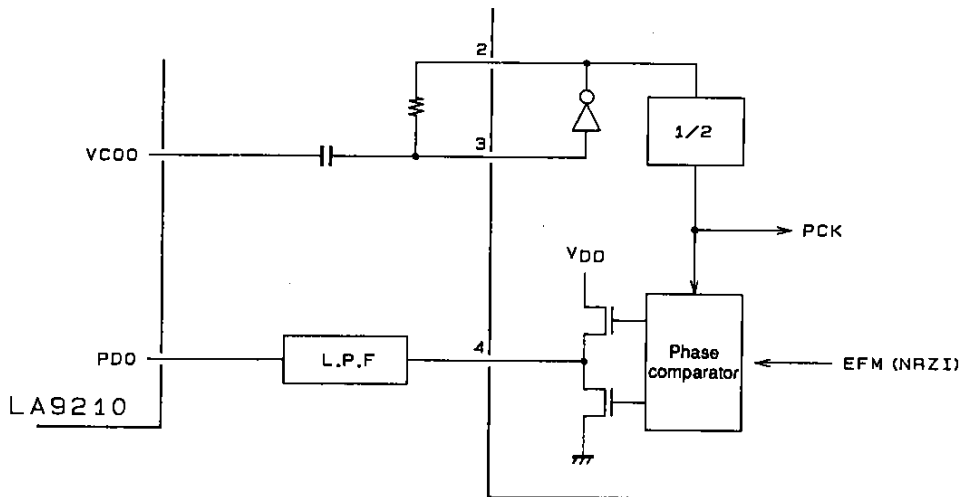 2
1/2
VCOO
3
PCK
VDD
PDO
L.P.F
4
Phase
comparator
EFM (NRZI)
LA9210